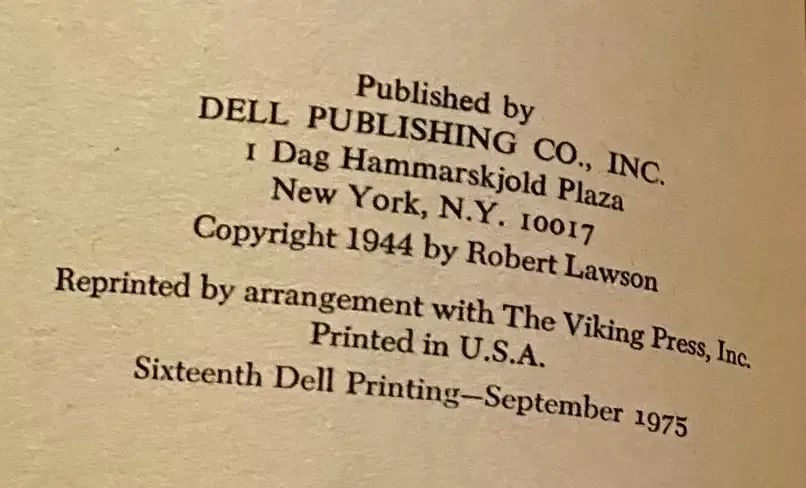 Published by
DELL PUBLISHING CO., INC.
1 Dag Hammarskjold Plaza
New York, N.Y. 10017
Copyright 1944 by Robert Lawson
Reprinted by arrangement with The Viking Press, Inc.
Printed in U.S.A.
Sixteenth Dell Printing—September 1975